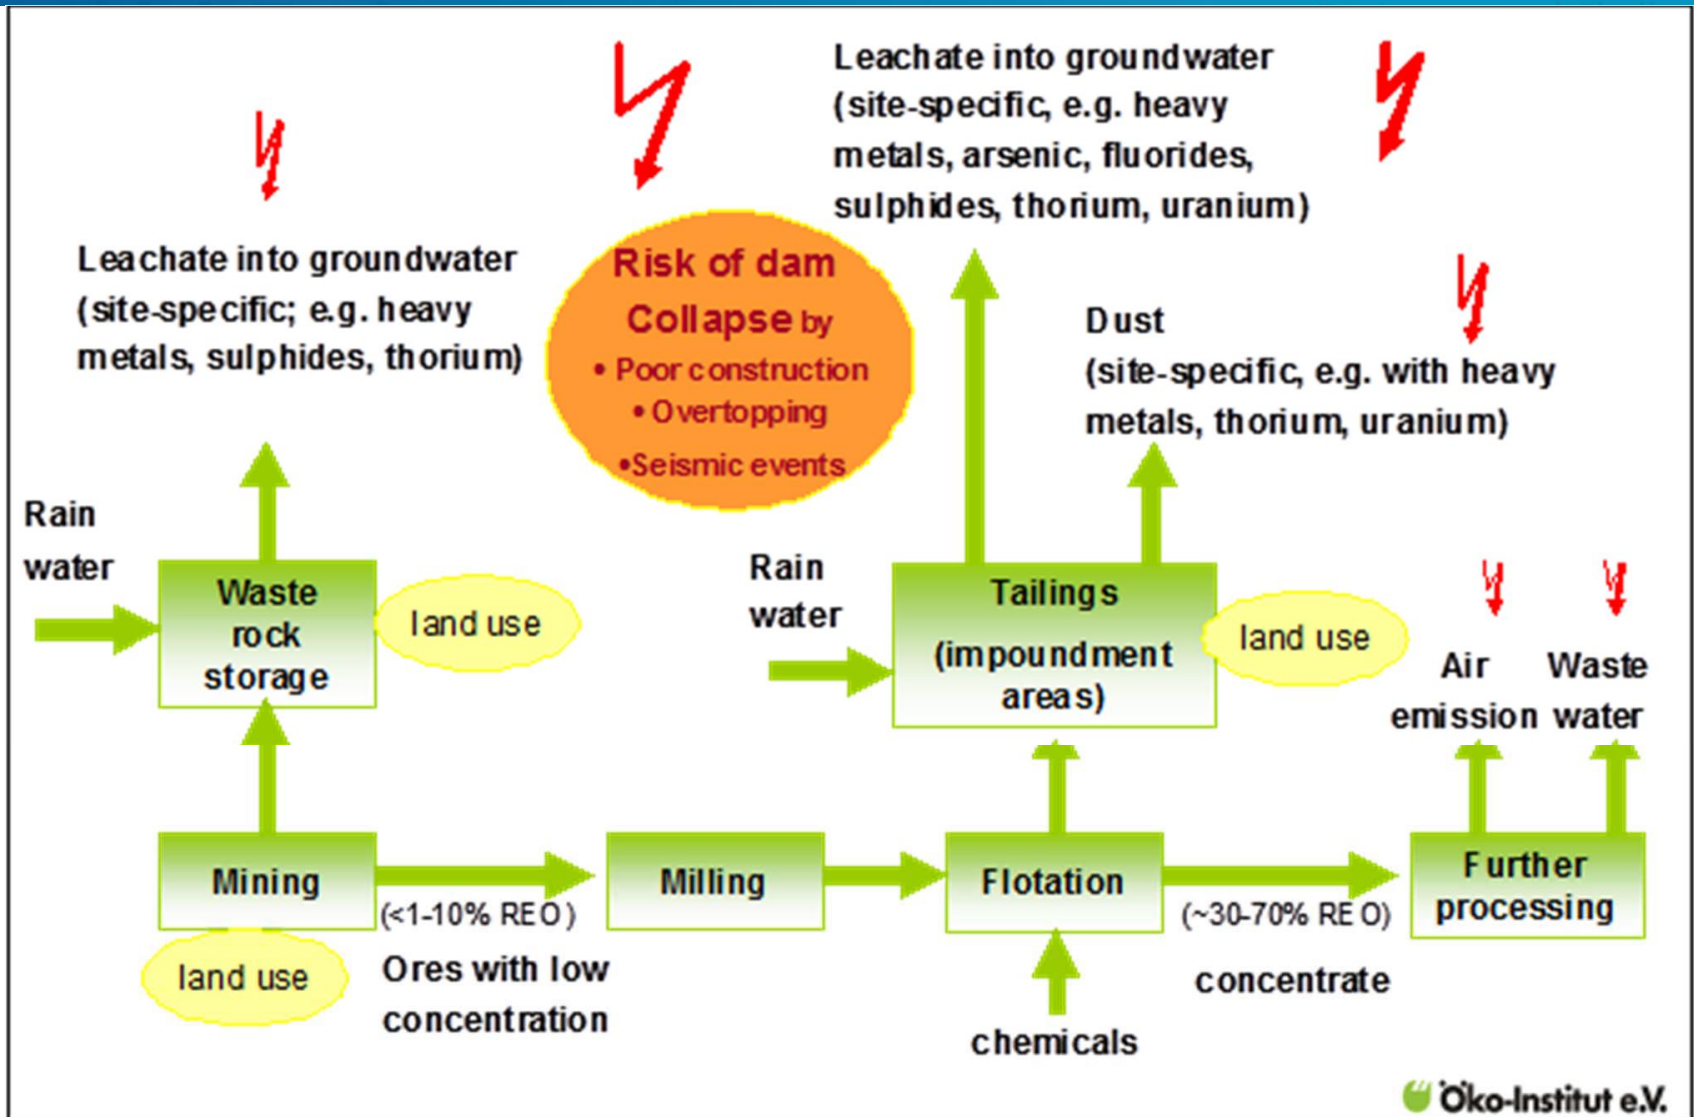 Leachate into groundwater
(site-specific, e.g. heavy
metals, arsenic, fluorides,
sulphides, thorium, uranium)
Leachate into groundwater
(site-specific; e.g. heavy
metals, sulphides, thorium)
Risk of dam
Collapse by
• Poor construction
• Overtopping
•Seismic events
Dust
(site-specific, e.g. with heavy
metals, thorium, uranium)
Rain
water
Waste
rock
storage
land use
Rain
water
Tailings
(impoundment
areas)
land use
Air
emission
Waste
water
Mining
(<1-10% REO)
Milling
Flotation
(~30-70% REO)
Further
processing
land use
Ores with low
concentration
concentrate
chemicals
Öko-Institut e.V.